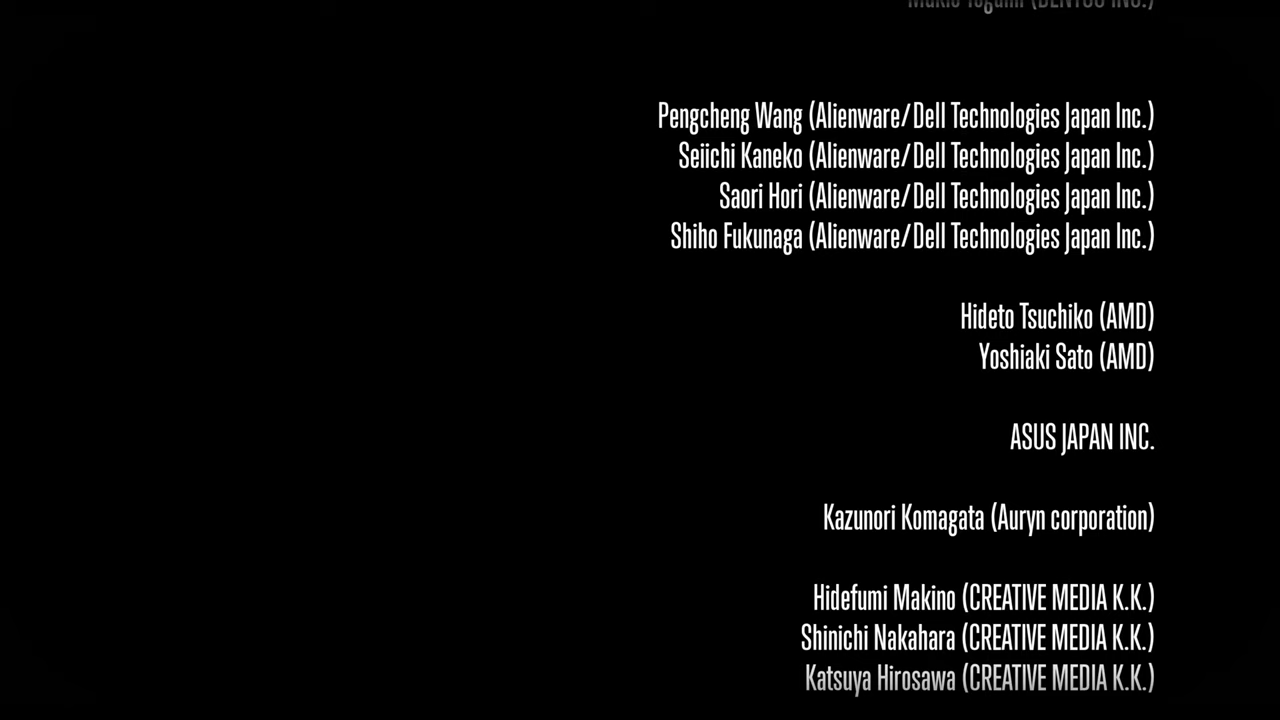 Pengcheng Wang (Alienware/Dell Technologies Japan Inc.)
Seiichi Kaneko (Alienware/Dell Technologies Japan Inc.)
Saori Hori (Alienware/Dell Technologies Japan Inc.)
Shiho Fukunaga (Alienware/Dell Technologies Japan Inc.)
Hideto Tsuchiko (AMD)
Yoshiaki Sato (AMD)
ASUS JAPAN INC.
Kazunori Komagata (Auryn corporation)
Hidefumi Makino (CREATIVE MEDIA K.K.)
Shinichi Nakahara (CREATIVE MEDIA K.K.)
Katsuya Hirosawa (CREATIVE MEDIA K.K.)